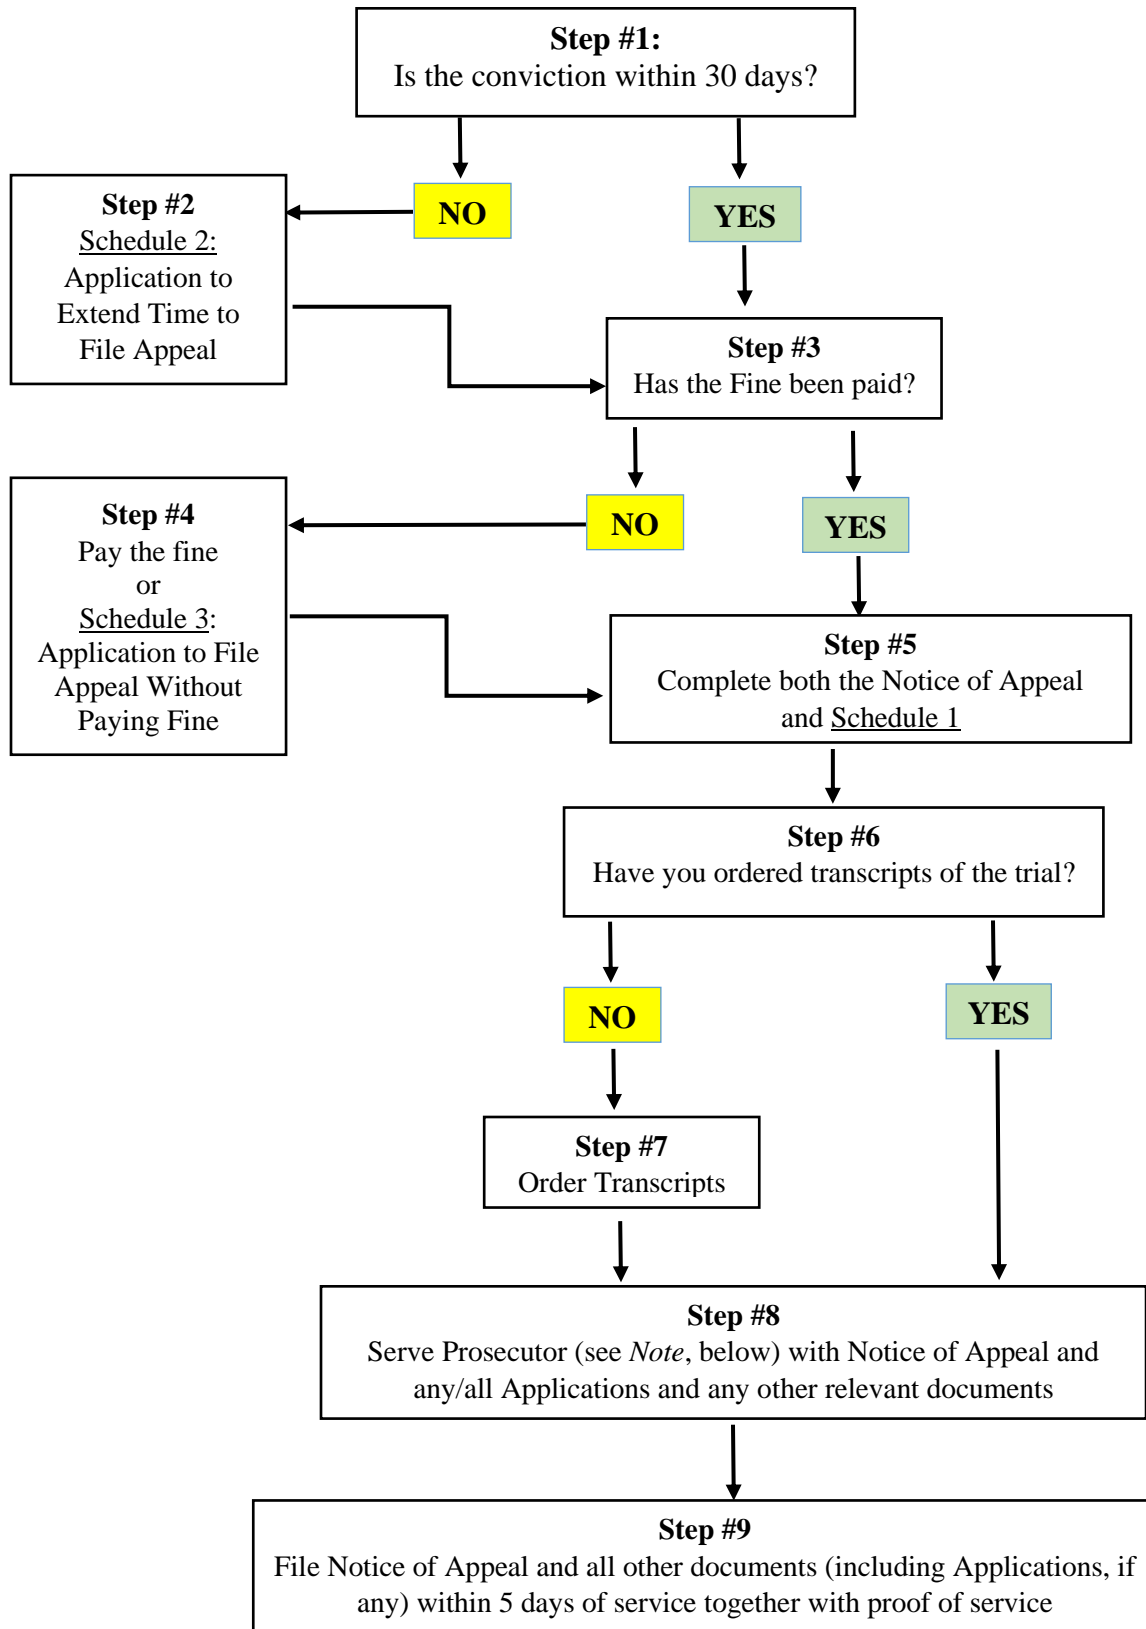 Step #1:
Is the conviction within 30 days?
NO
YES
Step #2
Schedule 2:
Application to
Extend Time to
File Appeal
Step #3
Has the Fine been paid?
NO
YES
Step #4
Pay the fine
or
Schedule 3:
Application to File
Appeal Without
Paying Fine
Step #5
Complete both the Notice of Appeal
and Schedule 1
Step #6
Have you ordered transcripts of the trial?
NO
YES
Step #7
Order Transcripts
Step #8
Serve Prosecutor (see Note, below) with Notice of Appeal and
any/all Applications and any other relevant documents
Step #9
File Notice of Appeal and all other documents (including Applications, if
any) within 5 days of service together with proof of service